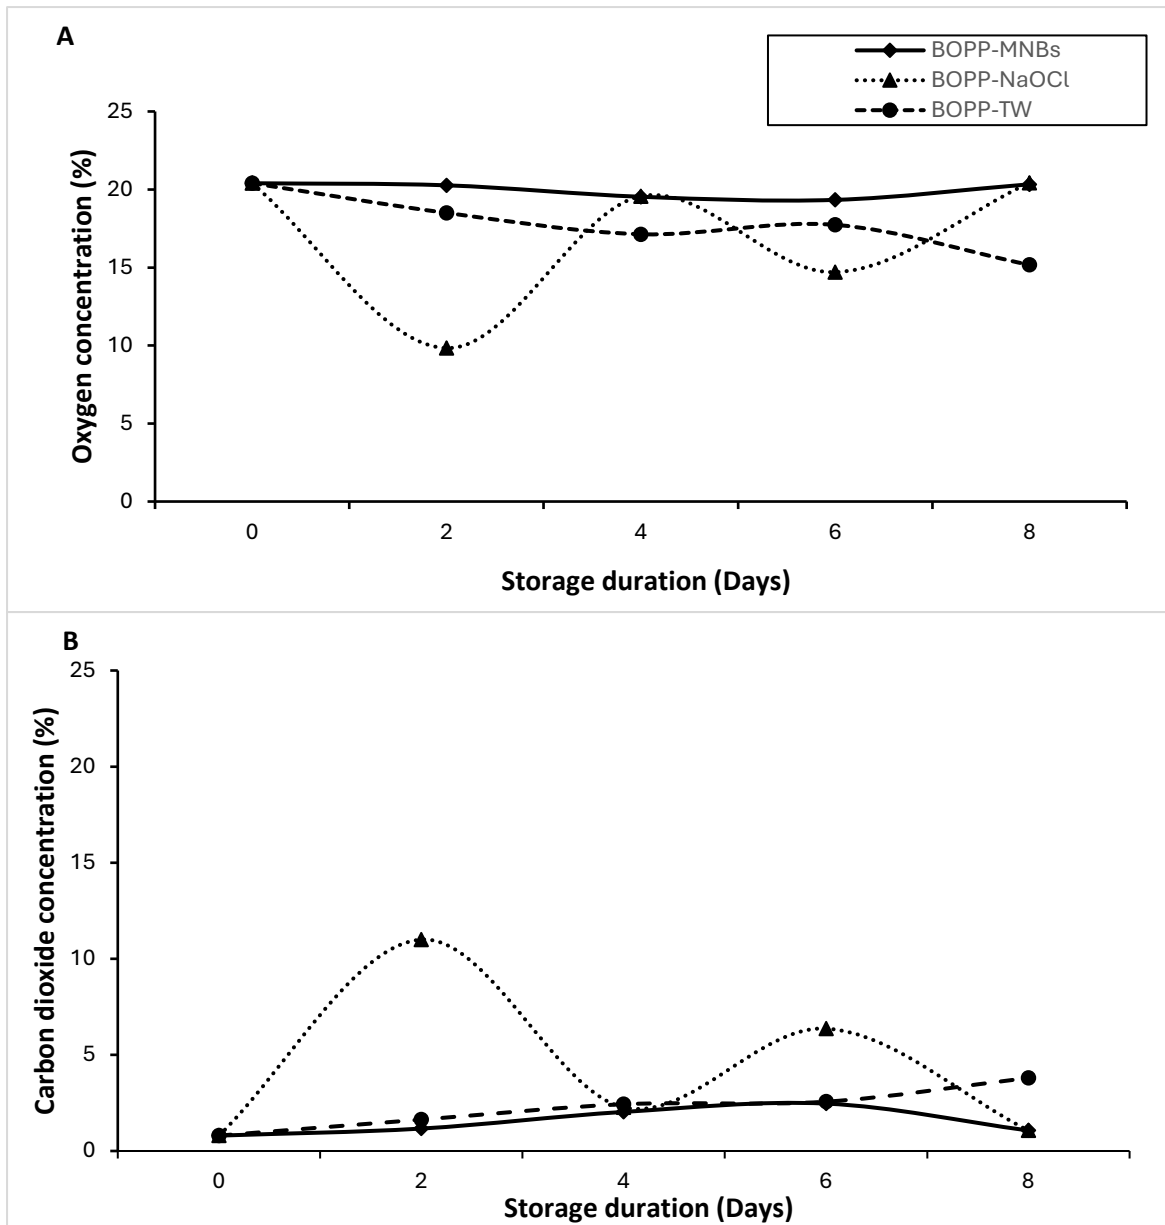 A
BOPP-MNBs
BOPP-NaOCl
BOPP-TW
Oxygen concentration (%)
25
20
15
10
5
0
0 2 4 6 8
Storage duration (Days)
B
Carbon dioxide concentration (%)
25
20
15
10
5
0
0 2 4 6 8
Storage duration (Days)